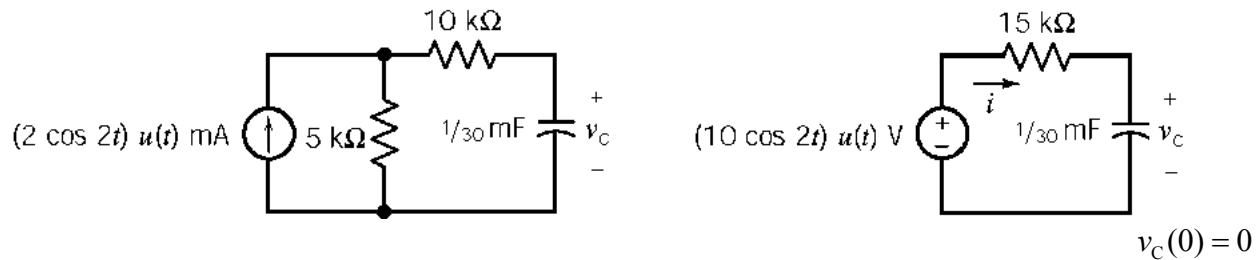 10 kΩ
(2 cos 2t) u(t) mA
5 kΩ
1/30 mF
+
v_C
−
15 kΩ
i
(10 cos 2t) u(t) V
+
−
1/30 mF
+
v_C
−
v_C(0) = 0